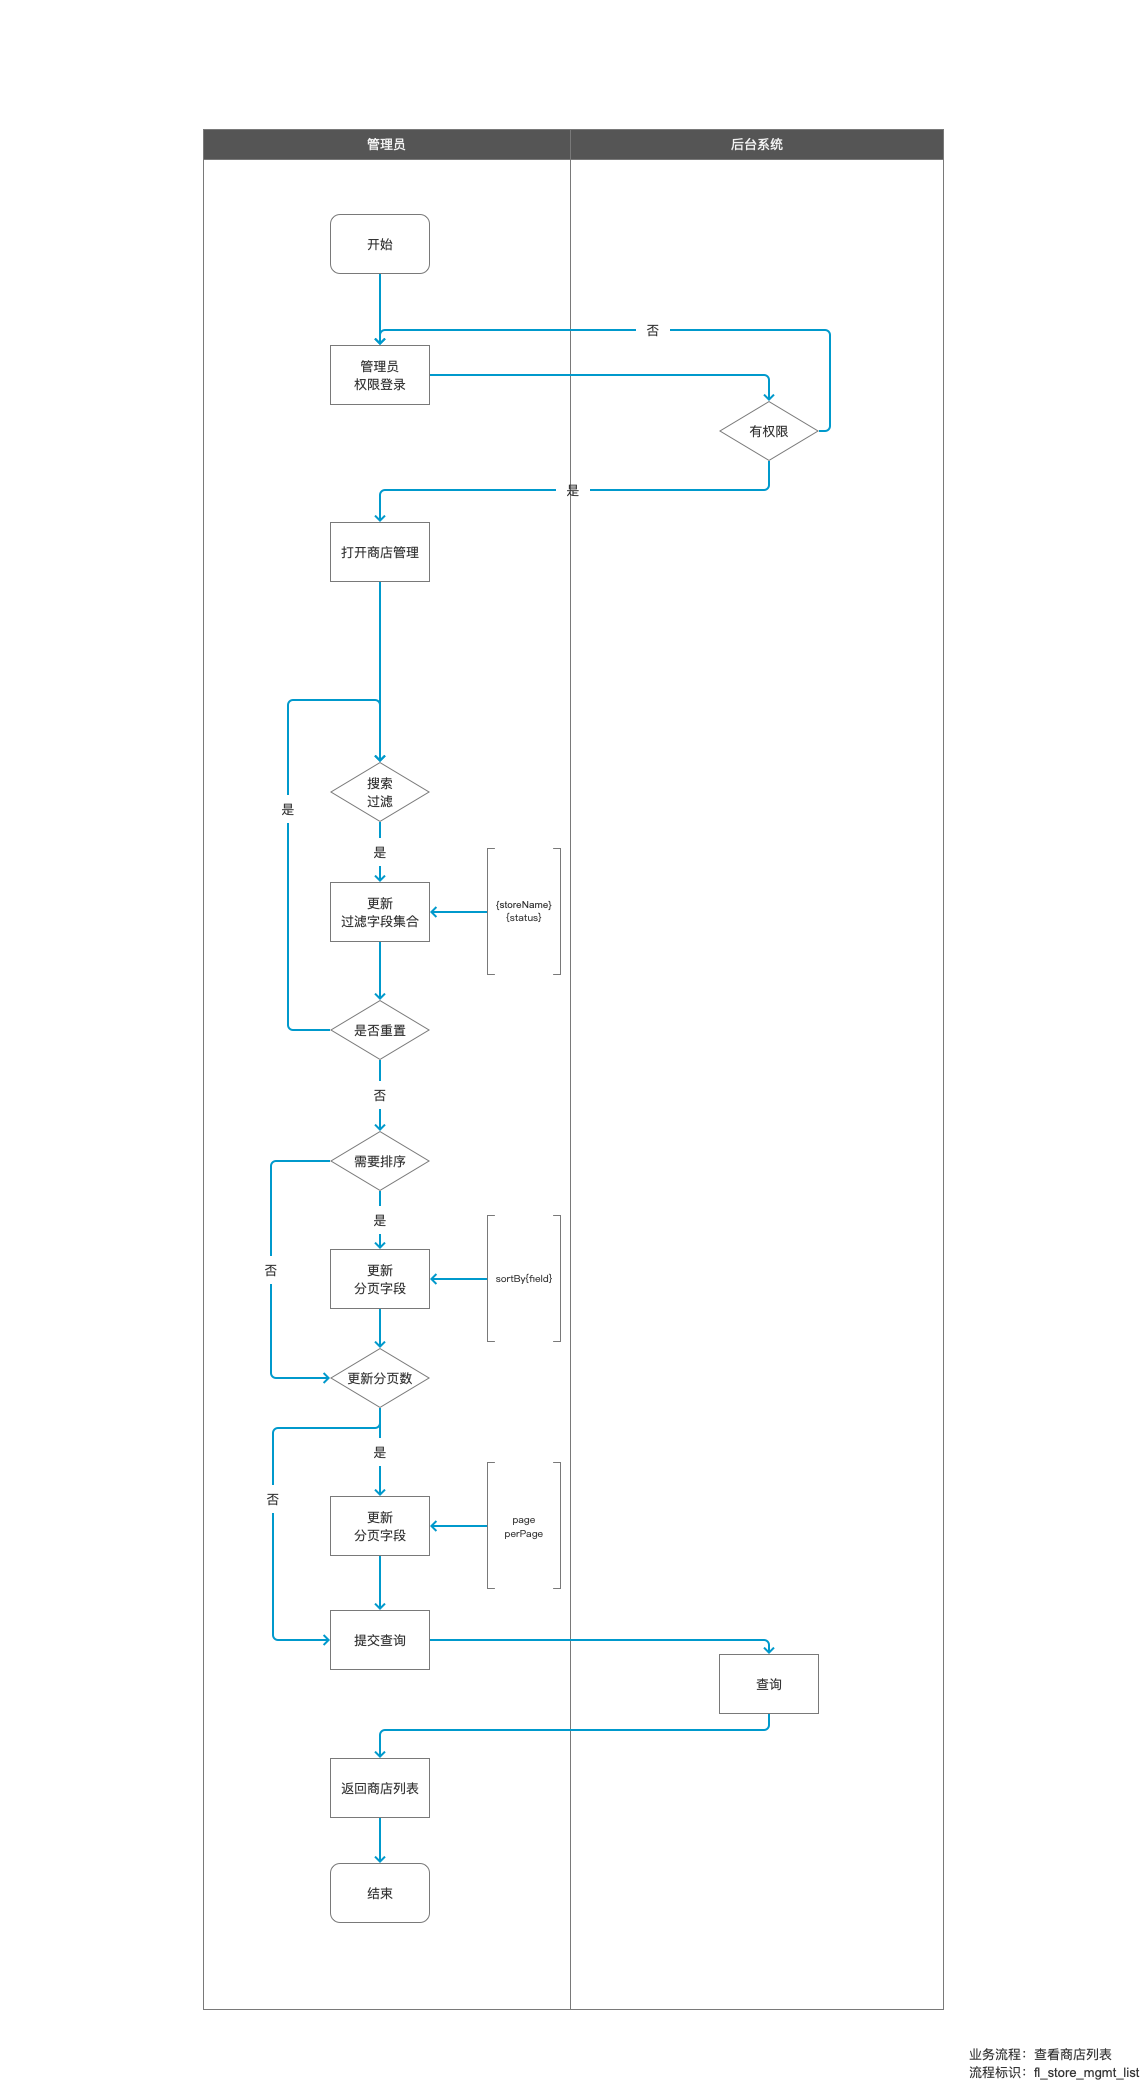 管理员
后台系统
开始
否
管理员
权限登录
有权限
是
打开商店管理
搜索
过滤
是
是
更新
过滤字段集合
{storeName}
{status}
是否重置
否
需要排序
是
否
更新
分页字段
sortBy{field}
更新分页数
是
否
更新
分页字段
page
perPage
提交查询
查询
返回商店列表
结束
业务流程：查看商店列表
流程标识：fl_store_mgmt_list